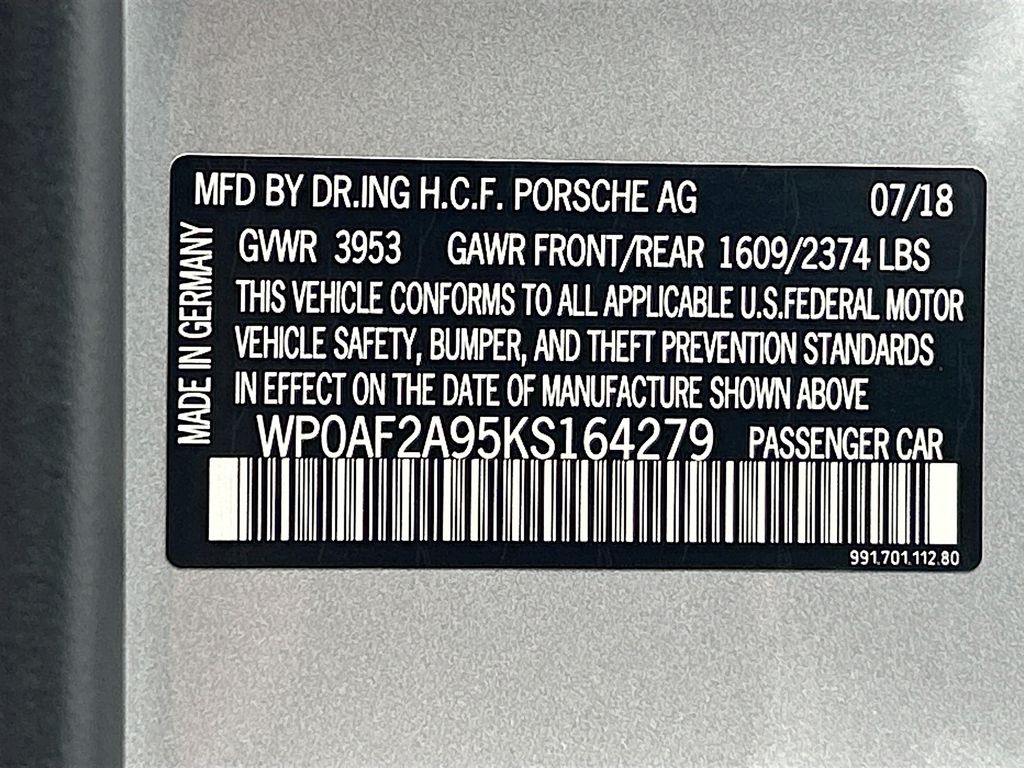 MFD BY DR.ING H.C.F. PORSCHE AG 07/18
MADE IN GERMANY
GVWR 3953 GAWR FRONT/REAR 1609/2374 LBS
THIS VEHICLE CONFORMS TO ALL APPLICABLE U.S.FEDERAL MOTOR
VEHICLE SAFETY, BUMPER, AND THEFT PREVENTION STANDARDS
IN EFFECT ON THE DATE OF MANUFACTURE SHOWN ABOVE
WP0AF2A95KS164279 PASSENGER CAR
991.701.112.80